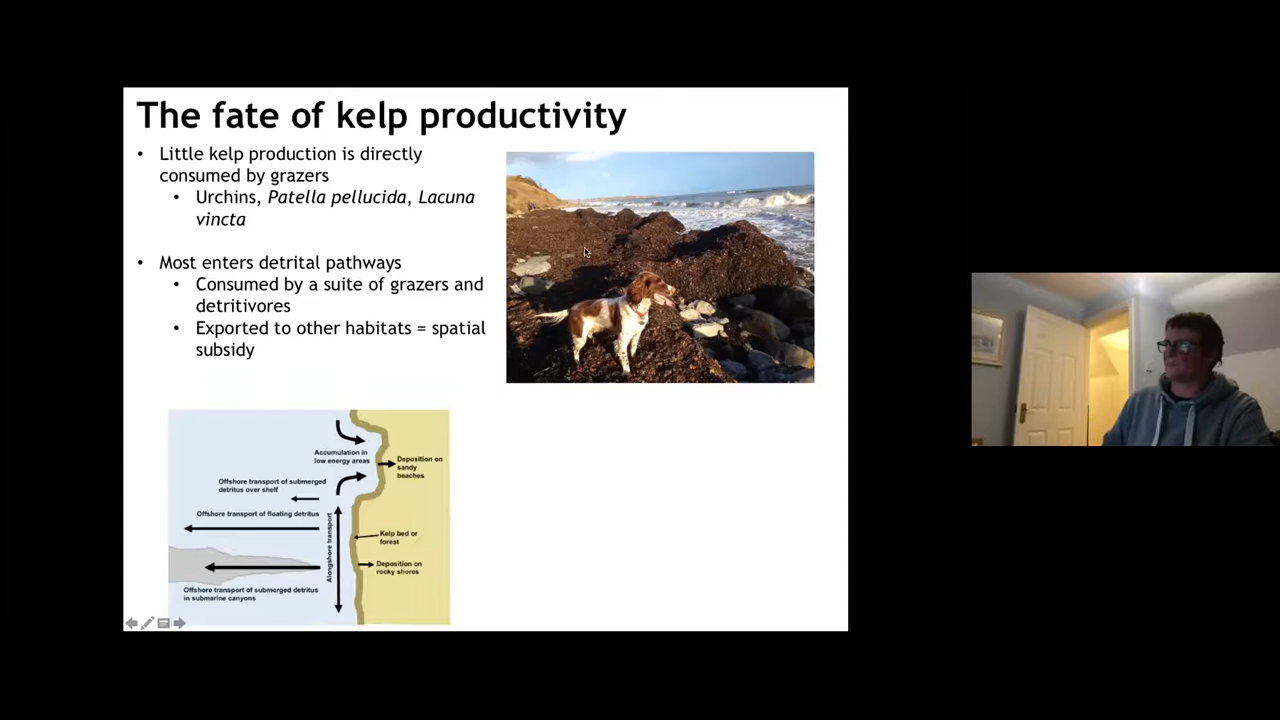 The fate of kelp productivity
• Little kelp production is directly
consumed by grazers
• Urchins, Patella pellucida, Lacuna
vincta
• Most enters detrital pathways
• Consumed by a suite of grazers and
detritivores
• Exported to other habitats = spatial
subsidy
Accumulation in
low energy areas
Deposition on
sandy
beaches
Offshore transport of submerged
detritus over shelf
Offshore transport of floating detritus
Alongshore transport
Kelp bed or
forest
Deposition on
rocky shores
Offshore transport of submerged detritus
in submarine canyons